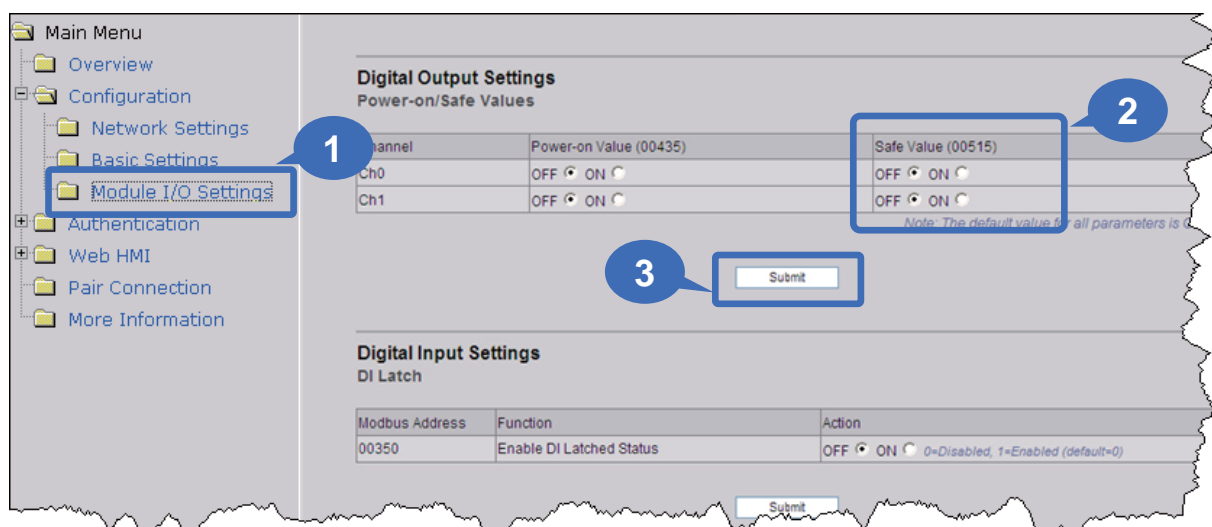 Main Menu
Overview
Configuration
Network Settings
Basic Settings
Module I/O Settings
Authentication
Web HMI
Pair Connection
More Information
1
Digital Output Settings
Power-on/Safe Values
2
Power-on Value (00435) Safe Value (00515)
Ch0 OFF ON OFF ON
Ch1 OFF ON OFF ON
Note: The default value for all parameters is
3
Submit
Digital Input Settings
DI Latch
Modbus Address Function Action
00350 Enable DI Latched Status OFF ON 0=Disabled, 1=Enabled (default=0)
Submit